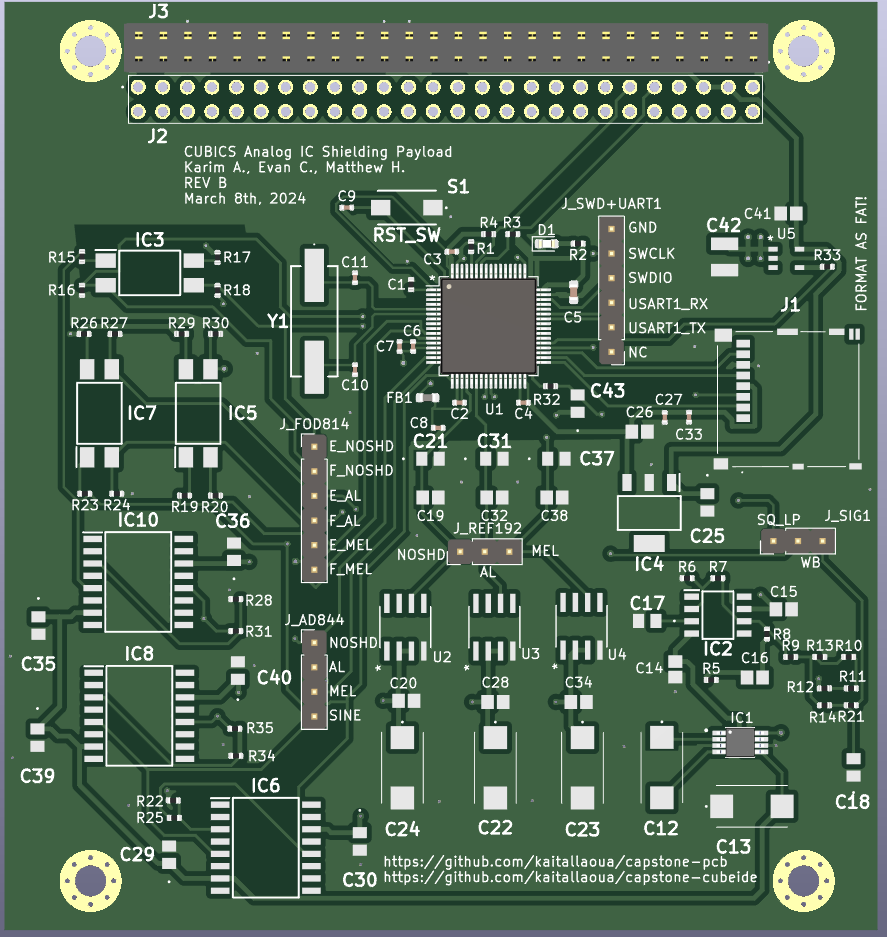 J3
J2
CUBICS Analog IC Shielding Payload
Karim A., Evan C., Matthew H.
REV B
March 8th, 2024
C9
S1
RST_SW
J_SWD+UART1
GND
SWCLK
SWDIO
USART1_RX
USART1_TX
NC
C41
U5
C42
R33
FORMAT AS FAT!
R4 R3
D1
R1
R2
C3
C1
C5
C11
Y1
C10
C7
C6
IC3
R15
R17
R16
R18
R26 R27
R29 R30
IC7
IC5
R23 R24
R19 R20
J1
FB1
C2
U1
C4
R32
C43
C8
C26
C27
C33
J_FOD814
E_NOSHD
F_NOSHD
E_AL
F_AL
E_MEL
F_MEL
C21
C31
C37
C19
C32
C38
J_REF192
NOSHD
AL
MEL
C25
IC4
SQ_LP
J_SIG1
WB
IC10
C36
R28
R31
C35
R6
R7
C15
C17
IC2
R8
C14
R5
C16
R9
R13
R10
R12
R11
R14
R21
J_AD844
NOSHD
AL
MEL
SINE
U2
U3
U4
*
*
*
*
*
IC8
C40
R35
R34
C39
C20
C28
C34
IC1
C24
C22
C23
C12
C13
C18
R22
R25
IC6
C29
C30
https://github.com/kaitallaoua/capstone-pcb
https://github.com/kaitallaoua/capstone-cubeide